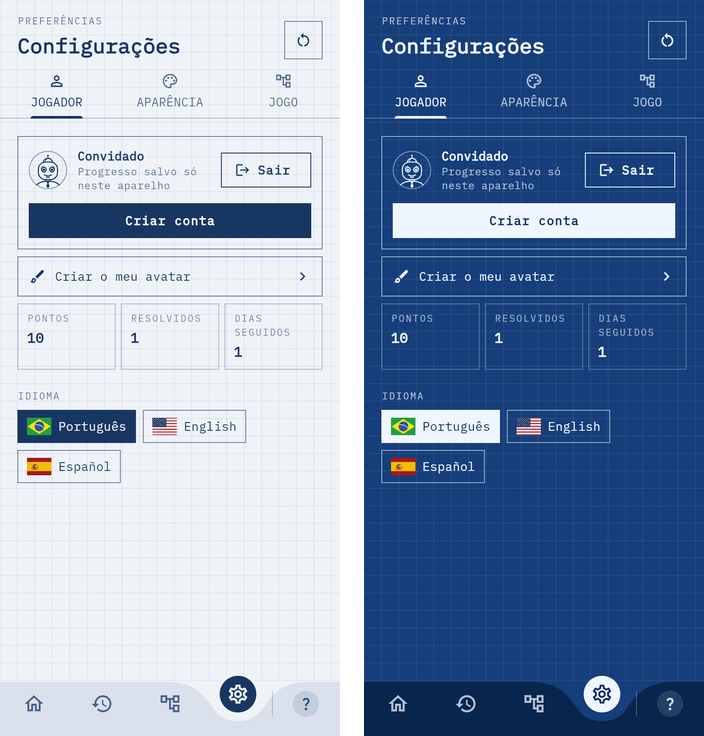 PREFERÊNCIAS
Configurações
JOGADOR
APARÊNCIA
JOGO
Convidado
Progresso salvo só
neste aparelho
Sair
Criar conta
Criar o meu avatar
PONTOS
10
RESOLVIDOS
1
DIAS
SEGUIDOS
1
IDIOMA
Português
English
Español
?
PREFERÊNCIAS
Configurações
JOGADOR
APARÊNCIA
JOGO
Convidado
Progresso salvo só
neste aparelho
Sair
Criar conta
Criar o meu avatar
PONTOS
10
RESOLVIDOS
1
DIAS
SEGUIDOS
1
IDIOMA
Português
English
Español
?